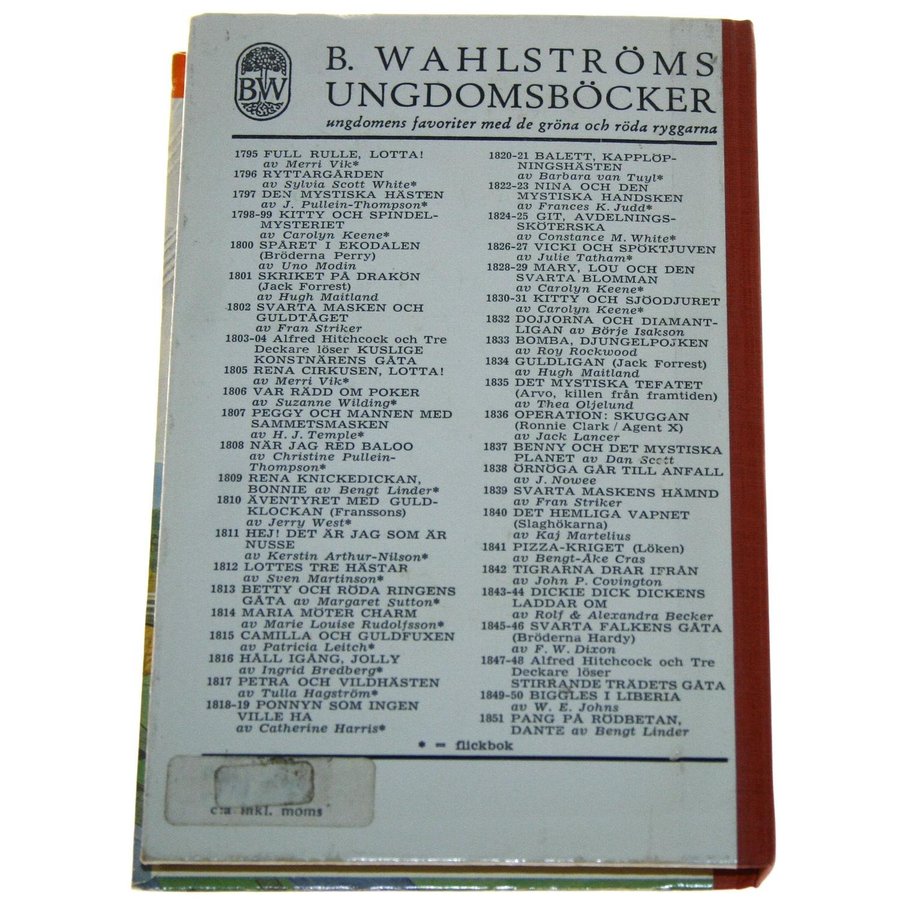 BW
B. WAHLSTRÖMS
UNGDOMSBÖCKER
ungdomens favoriter med de gröna och röda ryggarna
1795 FULL RULLE, LOTTA!
av Merri Vik*
1796 RYTTARGÅRDEN
av Sylvia Scott White*
1797 DEN MYSTISKA HÄSTEN
av J. Pullein-Thompson*
1798-99 KITTY OCH SPINDEL-
MYSTERIET
av Carolyn Keene*
1800 SPÅRET I EKODALEN
(Bröderna Perry)
av Uno Modin
1801 SKRIKET PÅ DRAKÖN
(Jack Forrest)
av Hugh Maitland
1802 SVARTA MASKEN OCH
GULDTÅGET
av Fran Striker
1803-04 Alfred Hitchcock och Tre
Deckare löser KUSLIGE
KONSTNÄRENS GÅTA
1805 RENA CIRKUSEN, LOTTA!
av Merri Vik*
1806 VAR RÄDD OM POKER
av Suzanne Wilding*
1807 PEGGY OCH MANNEN MED
SAMMETSMASKEN
av H. J. Temple*
1808 NÄR JAG RED BALOO
av Christine Pullein-
Thompson*
1809 RENA KNICKEDICKAN,
BONNIE av Bengt Linder*
1810 ÄVENTYRET MED GULD-
KLOCKAN (Franssons)
av Jerry West*
1811 HEJ! DET ÄR JAG SOM ÄR
NUSSE
av Kerstin Arthur-Nilson*
1812 LOTTES TRE HÄSTAR
av Sven Martinson*
1813 BETTY OCH RÖDA RINGENS
GÅTA av Margaret Sutton*
1814 MARIA MÖTER CHARM
av Marie Louise Rudolfsson*
1815 CAMILLA OCH GULDFUXEN
av Patricia Leitch*
1816 HÅLL IGÅNG, JOLLY
av Ingrid Bredberg*
1817 PETRA OCH VILDHÄSTEN
av Tulla Hagström*
1818-19 PONNYN SOM INGEN
VILLE HA
av Catherine Harris*
1820-21 BALETT, KAPPLÖP-
NINGSHÄSTEN
av Barbara van Tuyl*
1822-23 NINA OCH DEN
MYSTISKA HANDSKEN
av Frances K. Judd*
1824-25 GIT, AVDELNINGS-
SKÖTERSKA
av Constance M. White*
1826-27 VICKI OCH SPÖKTJUVEN
av Julie Tatham*
1828-29 MARY, LOU OCH DEN
SVARTA BLOMMAN
av Carolyn Keene*
1830-31 KITTY OCH SJÖODJURET
av Carolyn Keene*
1832 DOJJORNA OCH DIAMANT-
LIGAN av Börje Isakson
1833 BOMBA, DJUNGELPOJKEN
av Roy Rockwood
1834 GULDLIGAN (Jack Forrest)
av Hugh Maitland
1835 DET MYSTISKA TEFATET
(Arvo, killen från framtiden)
av Thea Oljelund
1836 OPERATION: SKUGGAN
(Ronnie Clark / Agent X)
av Jack Lancer
1837 BENNY OCH DET MYSTISKA
PLANET av Dan Scott
1838 ÖRNÖGA GÅR TILL ANFALL
av J. Nowee
1839 SVARTA MASKENS HÄMND
av Fran Striker
1840 DET HEMLIGA VAPNET
(Slaghökarna)
av Kaj Martelius
1841 PIZZA-KRIGET (Löken)
av Bengt-Åke Cras
1842 TIGRARNA DRAR IFRÅN
av John P. Covington
1843-44 DICKIE DICK DICKENS
LADDAR OM
av Rolf & Alexandra Becker
1845-46 SVARTA FALKENS GÅTA
(Bröderna Hardy)
av F. W. Dixon
1847-48 Alfred Hitchcock och Tre
Deckare löser
STIRRANDE TRÄDETS GÅTA
1849-50 BIGGLES I LIBERIA
av W. E. Johns
1851 PANG PÅ RÖDBETAN,
DANTE av Bengt Linder
* = flickbok
c:a inkl. moms